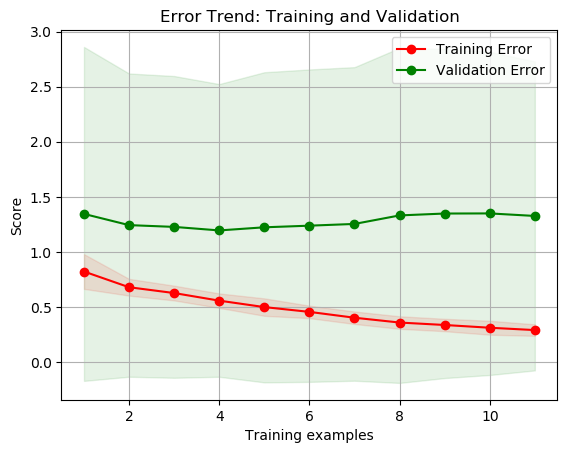 Error Trend: Training and Validation
Training Error
Validation Error
3.0
2.5
2.0
1.5
1.0
0.5
0.0
Score
2 4 6 8 10
Training examples